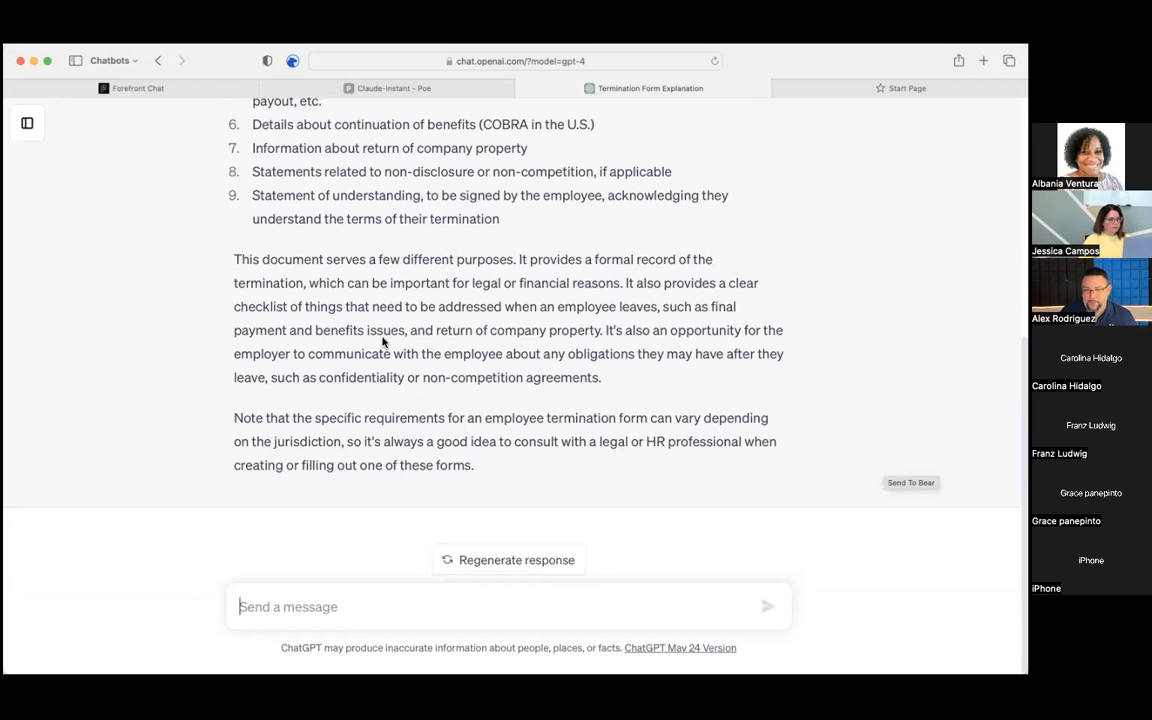 Chatbots
chat.openai.com/?model=gpt-4
Forefront Chat
P Claude-instant - Poe
Termination Form Explanation
Start Page
payout, etc.
6. Details about continuation of benefits (COBRA in the U.S.)
7. Information about return of company property
8. Statements related to non-disclosure or non-competition, if applicable
9. Statement of understanding, to be signed by the employee, acknowledging they
understand the terms of their termination
This document serves a few different purposes. It provides a formal record of the
termination, which can be important for legal or financial reasons. It also provides a clear
checklist of things that need to be addressed when an employee leaves, such as final
payment and benefits issues, and return of company property. It's also an opportunity for the
employer to communicate with the employee about any obligations they may have after they
leave, such as confidentiality or non-competition agreements.
Note that the specific requirements for an employee termination form can vary depending
on the jurisdiction, so it's always a good idea to consult with a legal or HR professional when
creating or filling out one of these forms.
Send To Bear
Regenerate response
Send a message
ChatGPT may produce inaccurate information about people, places, or facts. ChatGPT May 24 Version
Albania Ventura
Jessica Campos
Alex Rodriguez
Carolina Hidalgo
Carolina Hidalgo
Franz Ludwig
Franz Ludwig
Grace panepinto
Grace panepinto
iPhone
iPhone